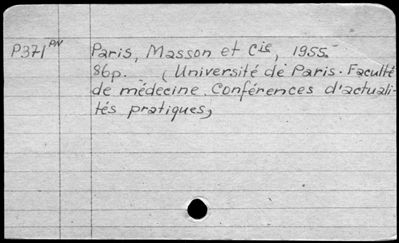 P371 PN Paris, Masson et Cie, 1955.
86p. (Université de Paris. Faculté
de médecine. Conférences d'actuali-
tés pratiques)